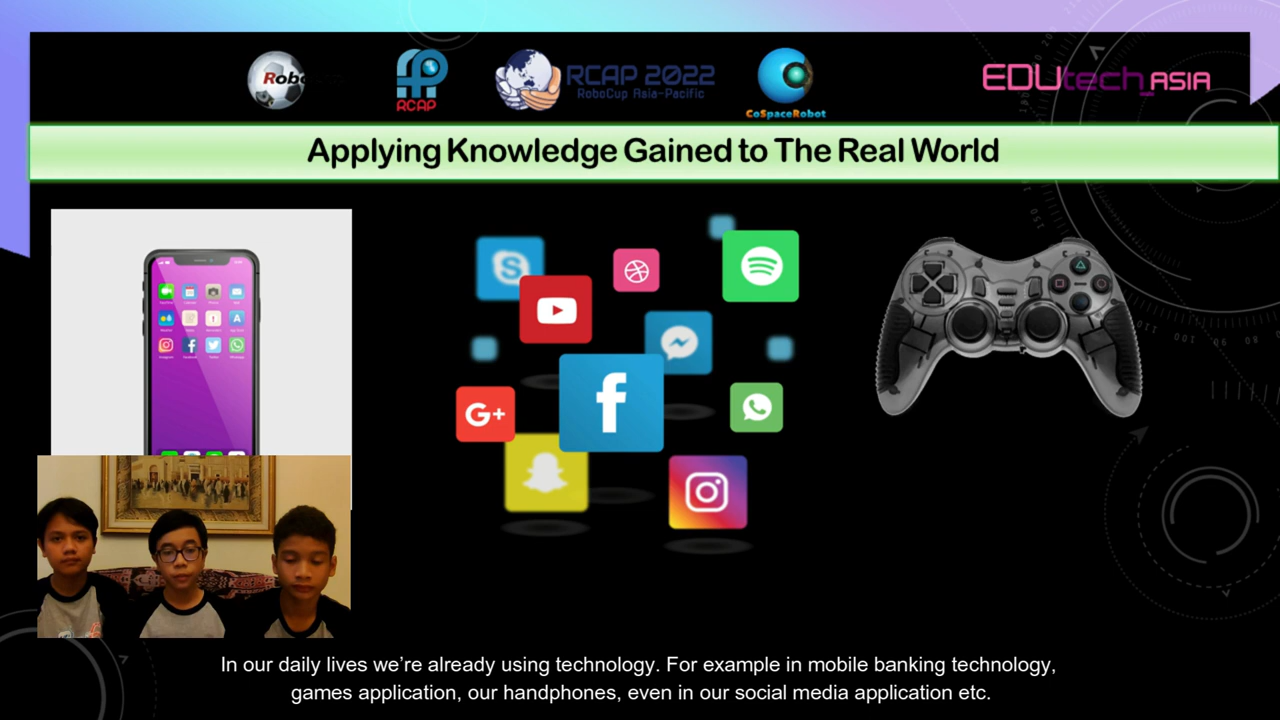 Robo
RCAP
RCAP 2022
RoboCup Asia-Pacific
CoSpaceRobot
EDUtech_ASIA
Applying Knowledge Gained to The Real World
S
G+
f
In our daily lives we’re already using technology. For example in mobile banking technology,
games application, our handphones, even in our social media application etc.